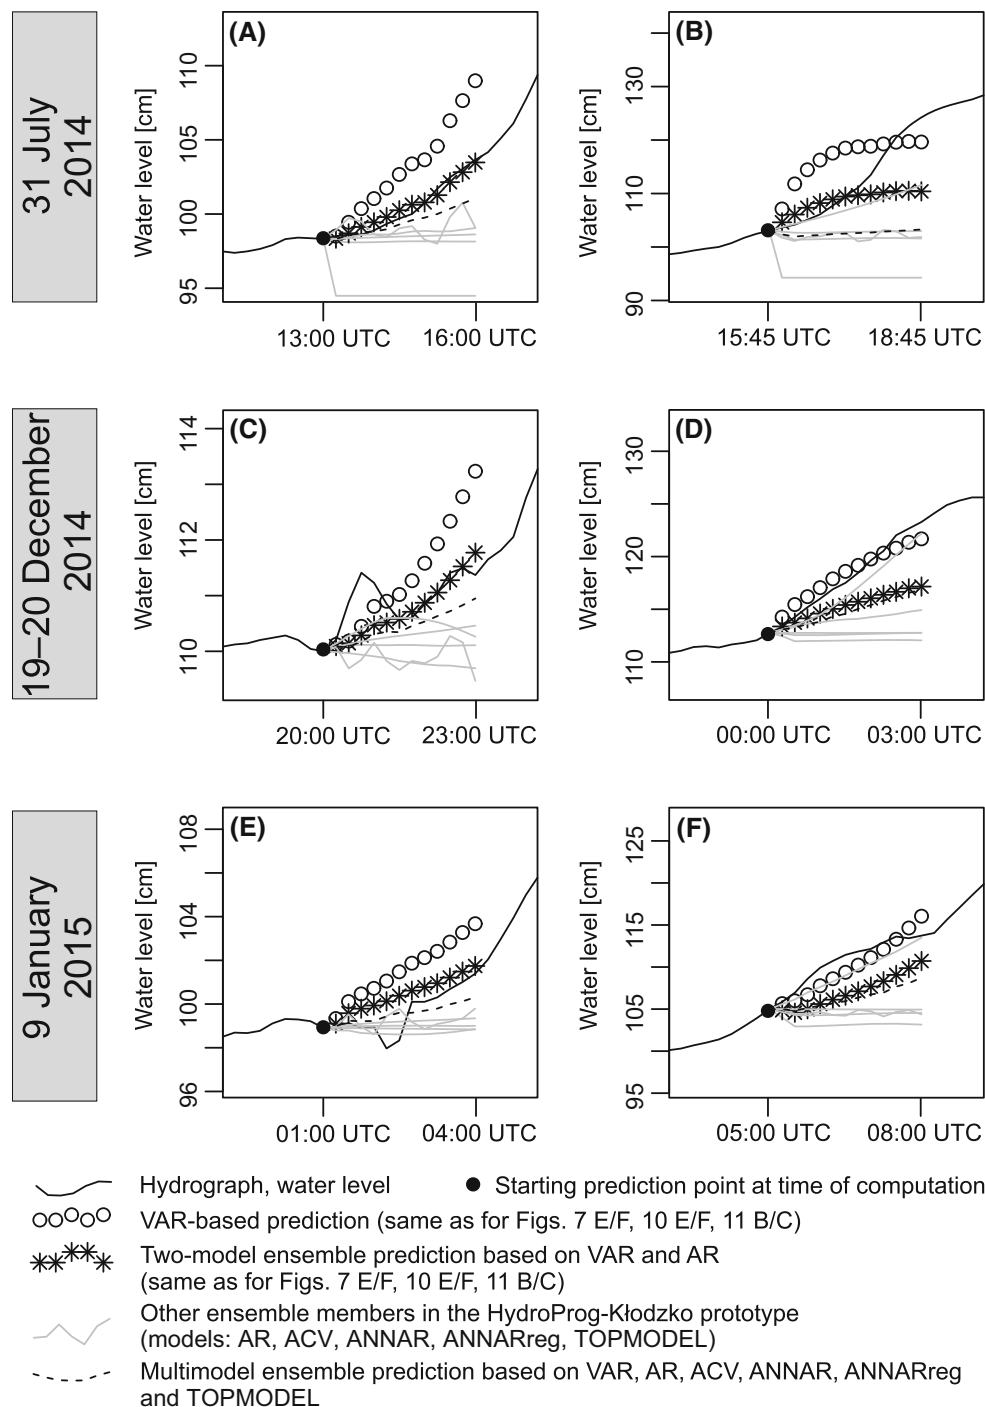 31 July
2014
(A)
Water level [cm]
110
105
100
95
13:00 UTC
16:00 UTC
(B)
Water level [cm]
130
110
90
15:45 UTC
18:45 UTC
19–20 December
2014
(C)
Water level [cm]
114
112
110
20:00 UTC
23:00 UTC
(D)
Water level [cm]
130
120
110
00:00 UTC
03:00 UTC
9 January
2015
(E)
Water level [cm]
108
104
100
96
01:00 UTC
04:00 UTC
(F)
Water level [cm]
125
115
105
95
05:00 UTC
08:00 UTC
Hydrograph, water level
Starting prediction point at time of computation
VAR-based prediction (same as for Figs. 7 E/F, 10 E/F, 11 B/C)
Two-model ensemble prediction based on VAR and AR
(same as for Figs. 7 E/F, 10 E/F, 11 B/C)
Other ensemble members in the HydroProg-Kłodzko prototype
(models: AR, ACV, ANNAR, ANNARreg, TOPMODEL)
Multimodel ensemble prediction based on VAR, AR, ACV, ANNAR, ANNARreg
and TOPMODEL